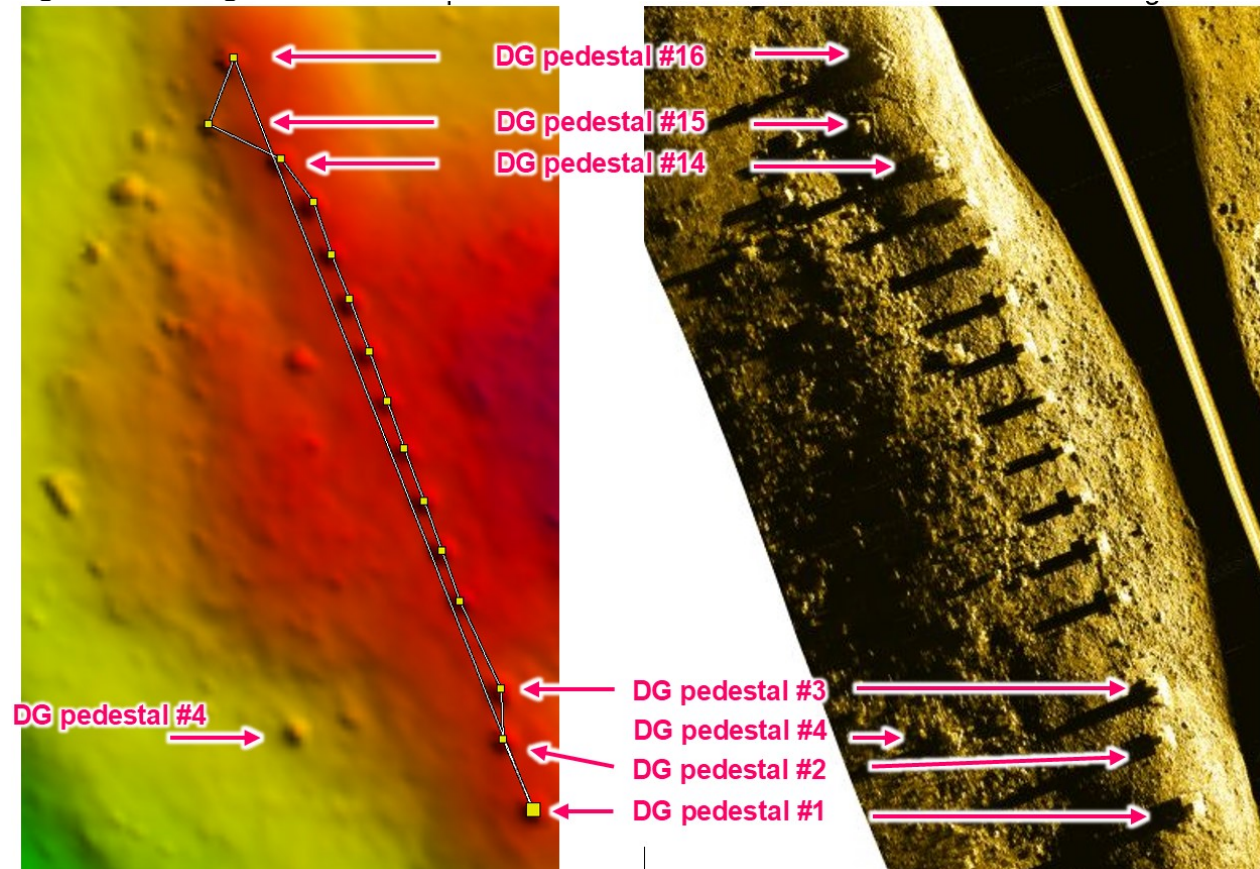 DG pedestal #16
DG pedestal #15
DG pedestal #14
DG pedestal #3
DG pedestal #4
DG pedestal #4
DG pedestal #2
DG pedestal #1